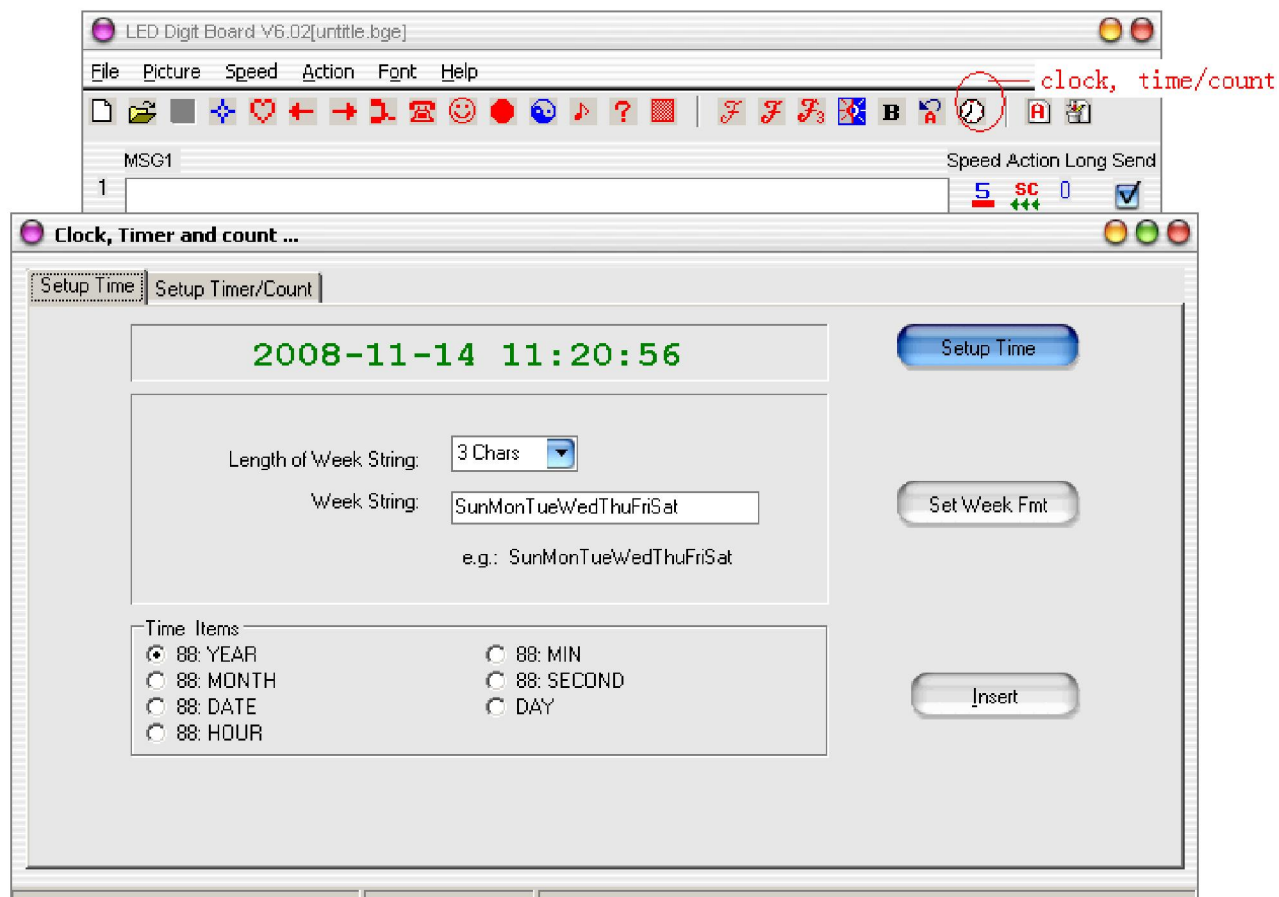 LED Digit Board V6.02[untitle.bge]
File Picture Speed Action Font Help
clock, time/count
MSG1 Speed Action Long Send
1 5 SC 0
Clock, Timer and count ...
Setup Time Setup Timer/Count
2008-11-14 11:20:56 Setup Time
Length of Week String: 3 Chars
Week String: SunMonTueWedThuFriSat Set Week Fmt
e.g.: SunMonTueWedThuFriSat
Time Items
88: YEAR 88: MIN
88: MONTH 88: SECOND
88: DATE DAY Insert
88: HOUR